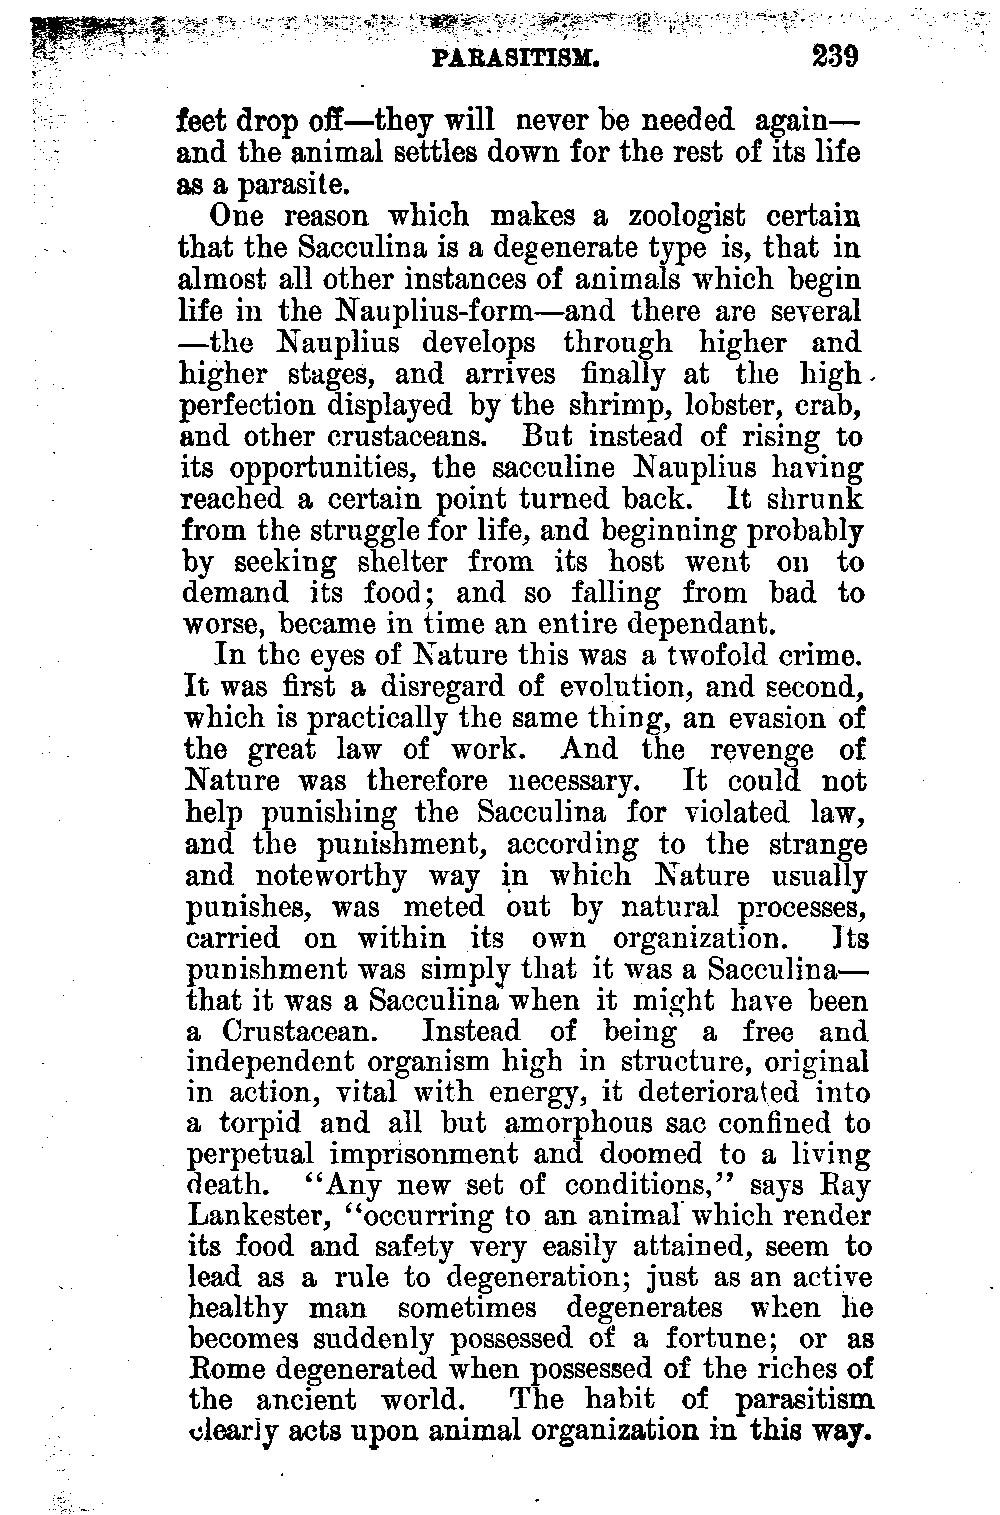 PARASITISM. 239
feet drop off—they will never be needed again—
and the animal settles down for the rest of its life
as a parasite.
One reason which makes a zoologist certain
that the Sacculina is a degenerate type is, that in
almost all other instances of animals which begin
life in the Nauplius-form—and there are several
—the Nauplius develops through higher and
higher stages, and arrives finally at the high
perfection displayed by the shrimp, lobster, crab,
and other crustaceans. But instead of rising to
its opportunities, the sacculine Nauplius having
reached a certain point turned back. It shrunk
from the struggle for life, and beginning probably
by seeking shelter from its host went on to
demand its food; and so falling from bad to
worse, became in time an entire dependant.
In the eyes of Nature this was a twofold crime.
It was first a disregard of evolution, and second,
which is practically the same thing, an evasion of
the great law of work. And the revenge of
Nature was therefore necessary. It could not
help punishing the Sacculina for violated law,
and the punishment, according to the strange
and noteworthy way in which Nature usually
punishes, was meted out by natural processes,
carried on within its own organization. Its
punishment was simply that it was a Sacculina—
that it was a Sacculina when it might have been
a Crustacean. Instead of being a free and
independent organism high in structure, original
in action, vital with energy, it deteriorated into
a torpid and all but amorphous sac confined to
perpetual imprisonment and doomed to a living
death. “Any new set of conditions,” says Ray
Lankester, “occurring to an animal which render
its food and safety very easily attained, seem to
lead as a rule to degeneration; just as an active
healthy man sometimes degenerates when he
becomes suddenly possessed of a fortune; or as
Rome degenerated when possessed of the riches of
the ancient world. The habit of parasitism
clearly acts upon animal organization in this way.